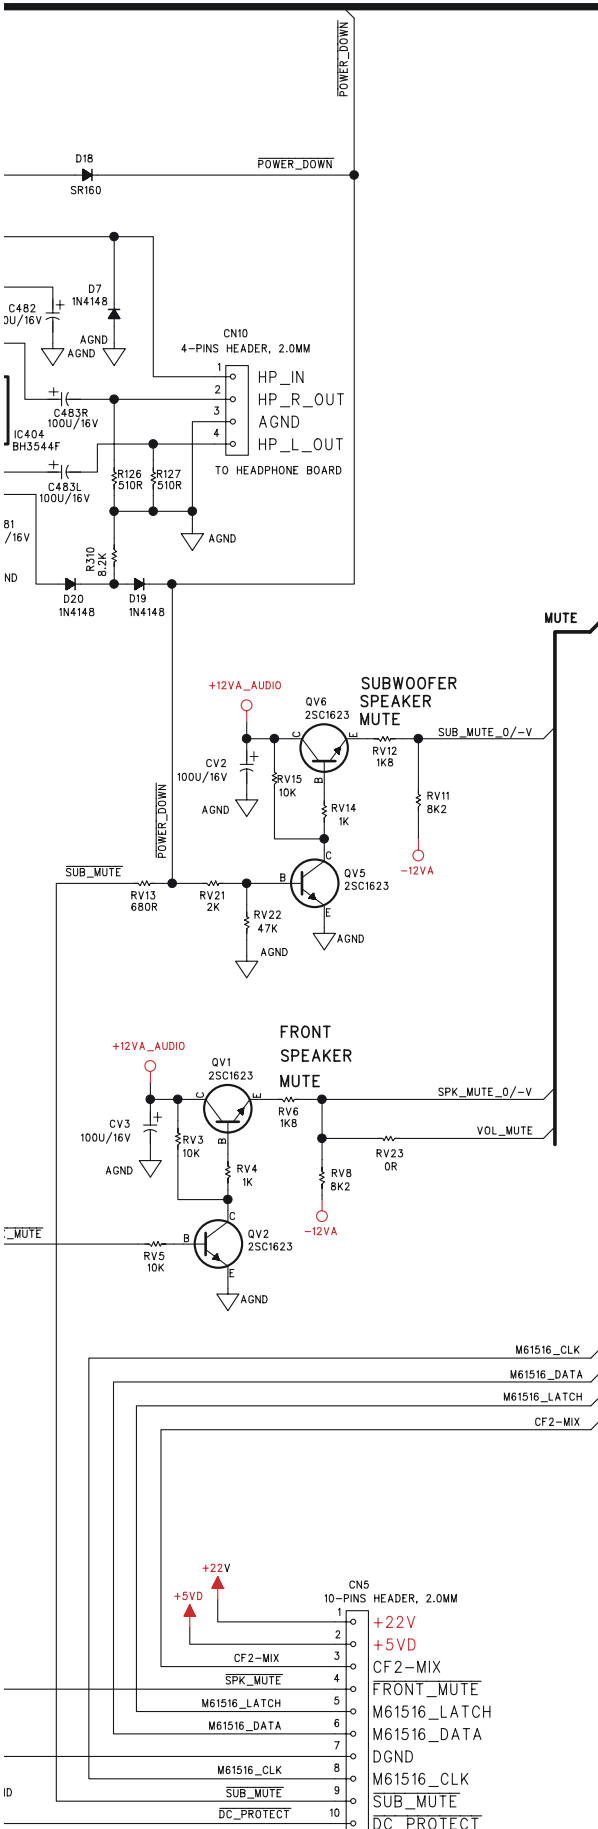 POWER_DOWN
D18
POWER_DOWN
SR160
D7
1N4148
C482
0U/16V
AGND
AGND
CN10
4-PINS HEADER, 2.0MM
1
HP_IN
2
HP_R_OUT
3
AGND
4
HP_L_OUT
TO HEADPHONE BOARD
C483R
100U/16V
IC404
BH3544F
C483L
100U/16V
R126
510R
R127
510R
81
/16V
AGND
R310
8.2K
ND
D20
1N4148
D19
1N4148
MUTE
SUBWOOFER
SPEAKER
MUTE
+12VA_AUDIO
QV6
2SC1623
C
E
B
SUB_MUTE_0/-V
RV12
1K8
CV2
100U/16V
RV15
10K
RV14
1K
RV11
8K2
AGND
-12VA
POWER_DOWN
SUB_MUTE
RV13
680R
RV21
2K
B
C
E
QV5
2SC1623
RV22
47K
AGND
AGND
FRONT
SPEAKER
MUTE
+12VA_AUDIO
QV1
2SC1623
C
E
B
SPK_MUTE_0/-V
RV6
1K8
CV3
100U/16V
RV3
10K
RV4
1K
VOL_MUTE
RV23
0R
RV8
8K2
AGND
-12VA
_MUTE
RV5
10K
B
C
E
QV2
2SC1623
AGND
M61516_CLK
M61516_DATA
M61516_LATCH
CF2-MIX
+22V
+5VD
CN5
10-PINS HEADER, 2.0MM
1
+22V
2
+5VD
CF2-MIX
3
CF2-MIX
SPK_MUTE
4
FRONT_MUTE
M61516_LATCH
5
M61516_LATCH
M61516_DATA
6
M61516_DATA
7
DGND
M61516_CLK
8
M61516_CLK
SUB_MUTE
9
SUB_MUTE
DC_PROTECT
10
DC_PROTECT